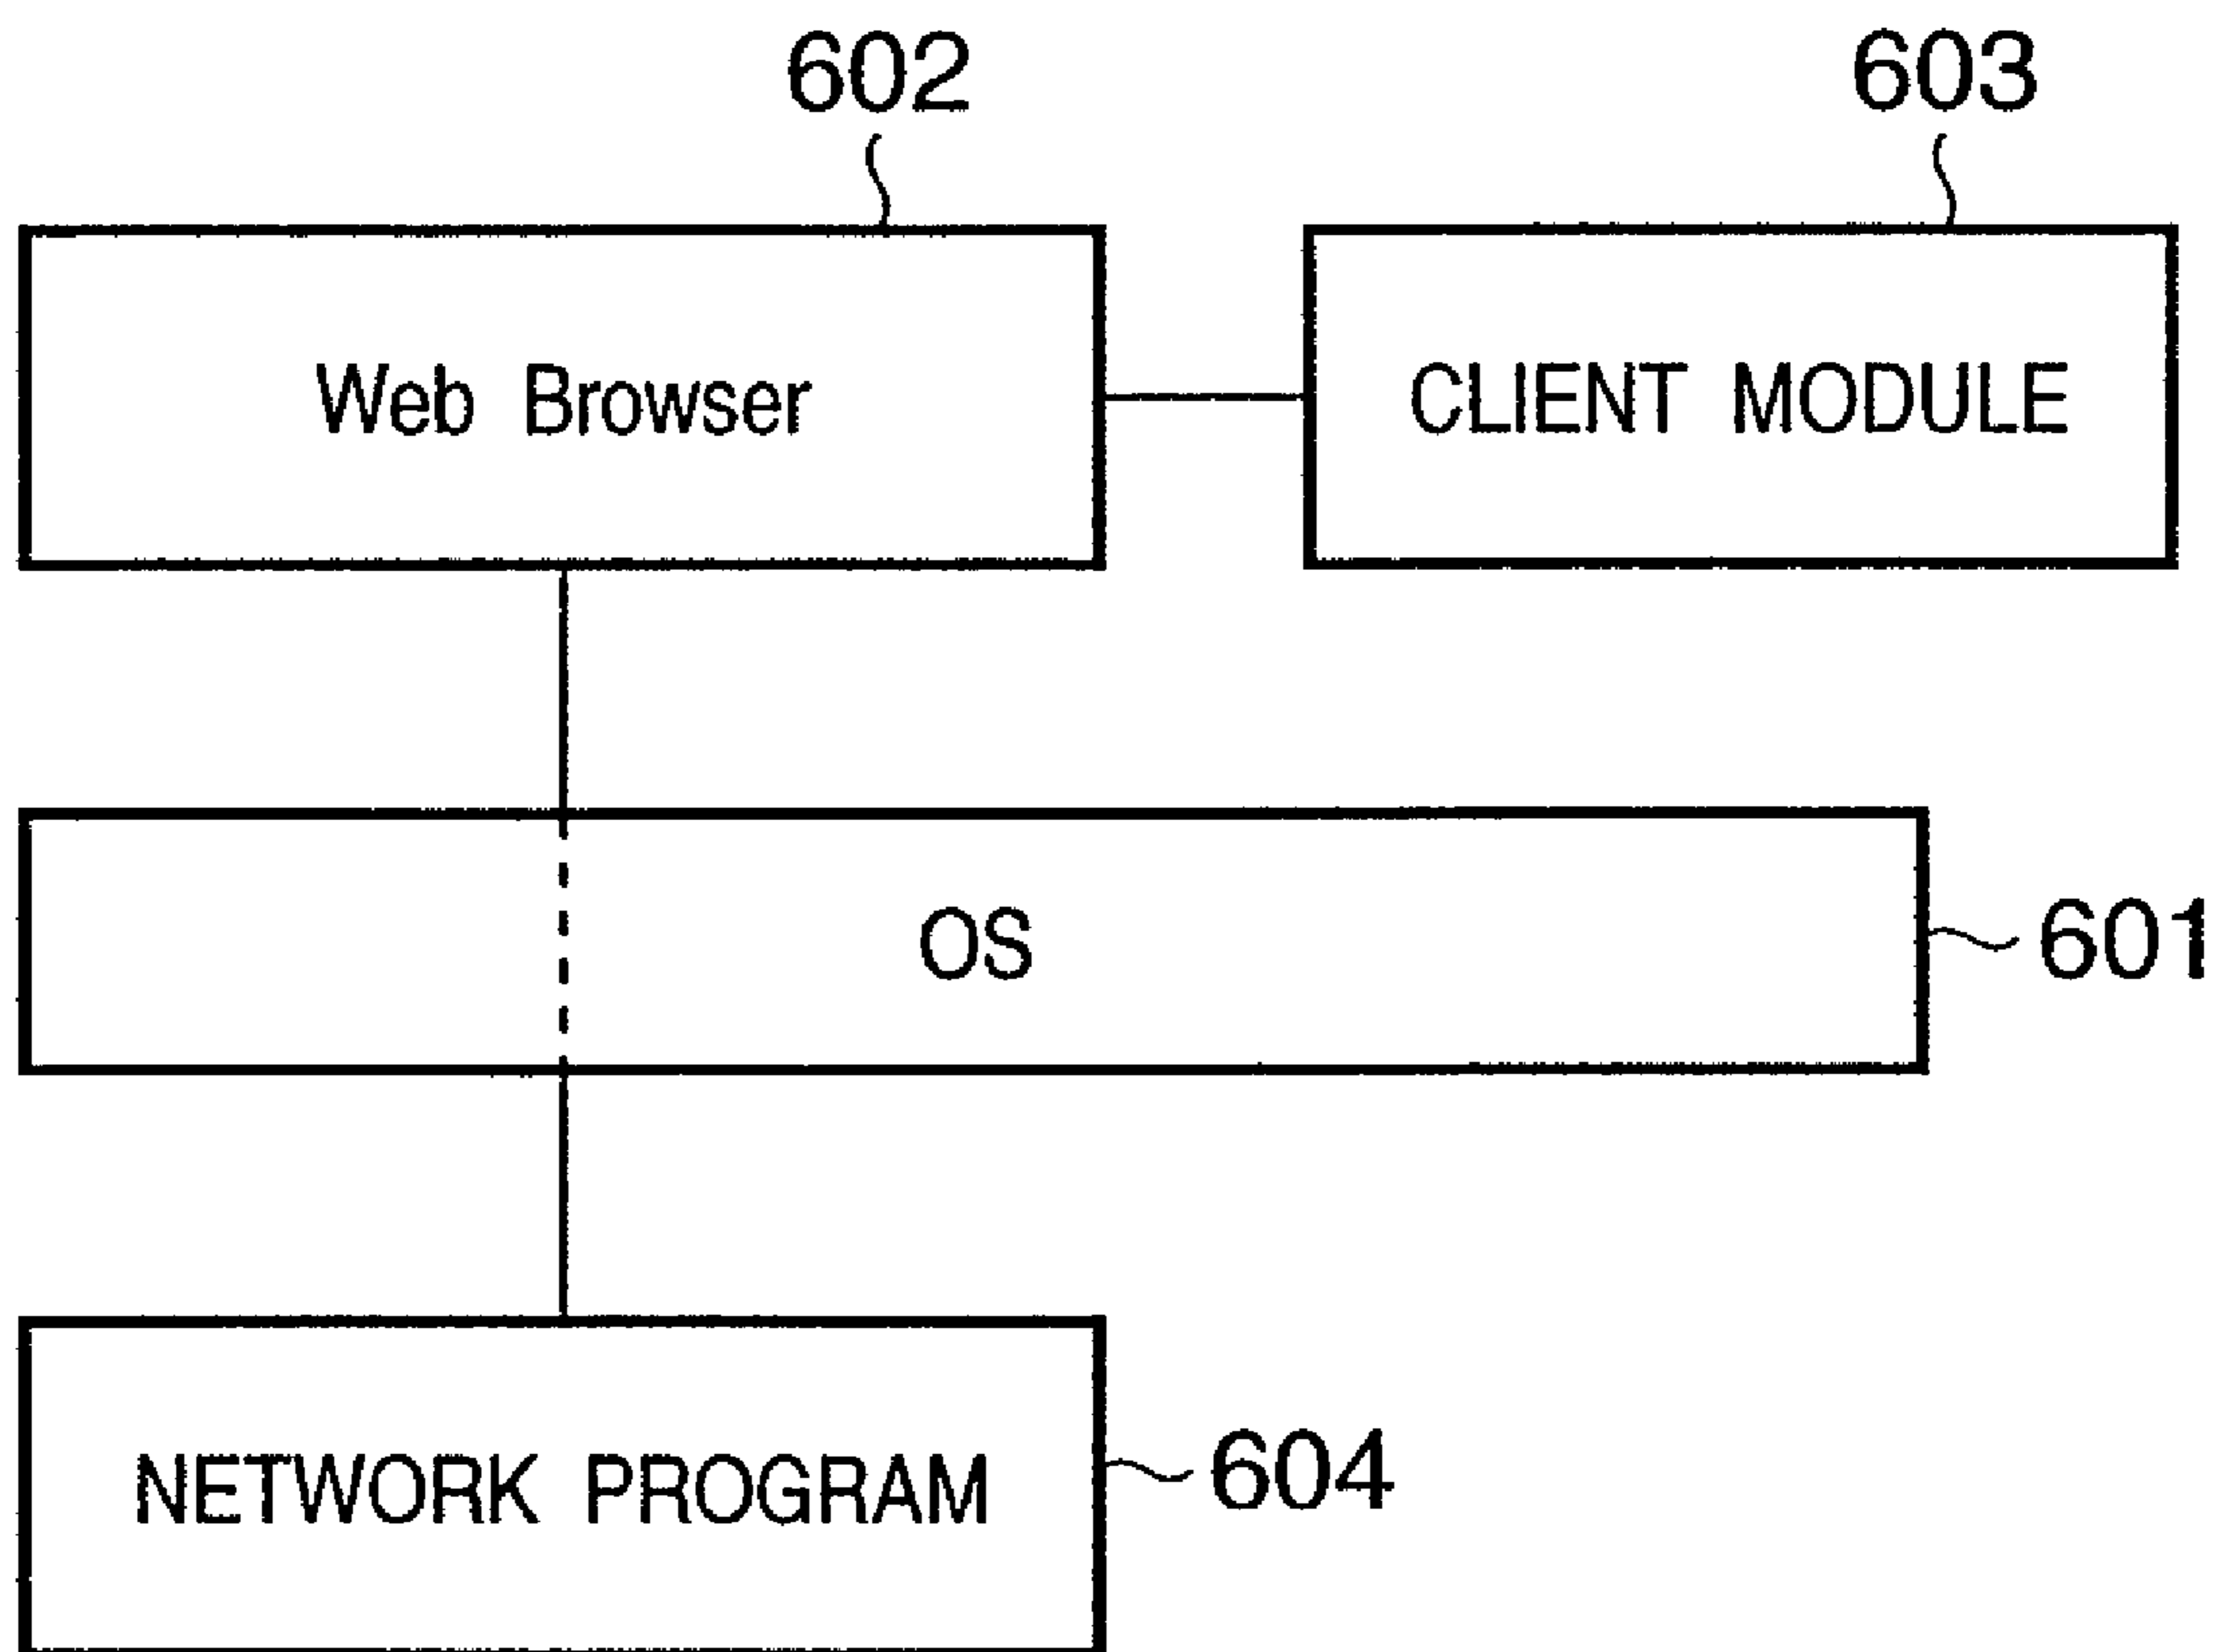 602
603
Web Browser
CLIENT MODULE
OS
601
NETWORK PROGRAM
604